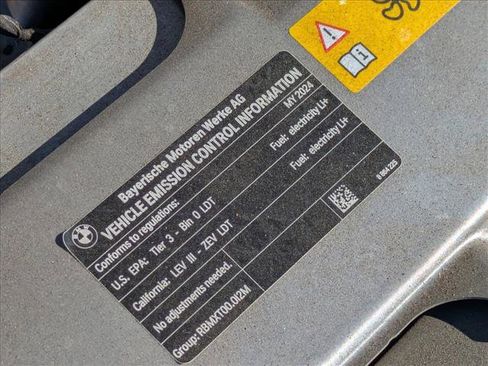 Bayerische Motoren Werke AG
VEHICLE EMISSION CONTROL INFORMATION
Conforms to regulations: MY 2024
U.S. EPA: Tier 3 - Bin 0 LDT Fuel: electricity Li+
California: LEV III - ZEV LDT Fuel: electricity Li+
No adjustments needed.
Group: RBMXT00.0I2M